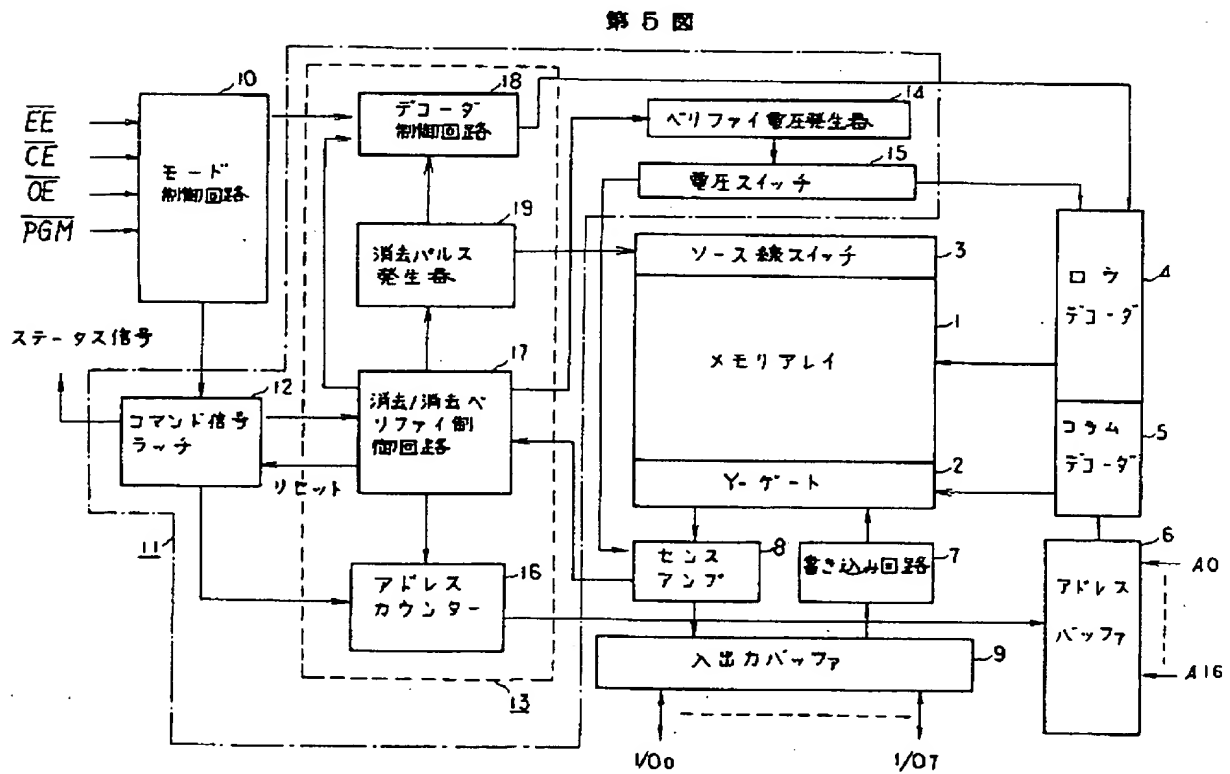 第5図
10
EE
CE
OE
PGM
モード
制御回路
18
デコーダ
制御回路
14
ベリファイ電圧発生器
15
電圧スイッチ
19
消去パルス
発生器
ソース線スイッチ
3
ロウ
デコーダ
4
1
メモリアレイ
ステータス信号
12
コマンド信号
ラッチ
17
消去/消去ベ
リファイ制
御回路
リセット
コラム
デコーダ
5
Y-ゲート
2
11
センス
アンプ
8
書き込み回路
7
6
アドレス
バッファ
A0
A16
16
アドレス
カウンター
入出力バッファ
9
13
I/O0
I/O7